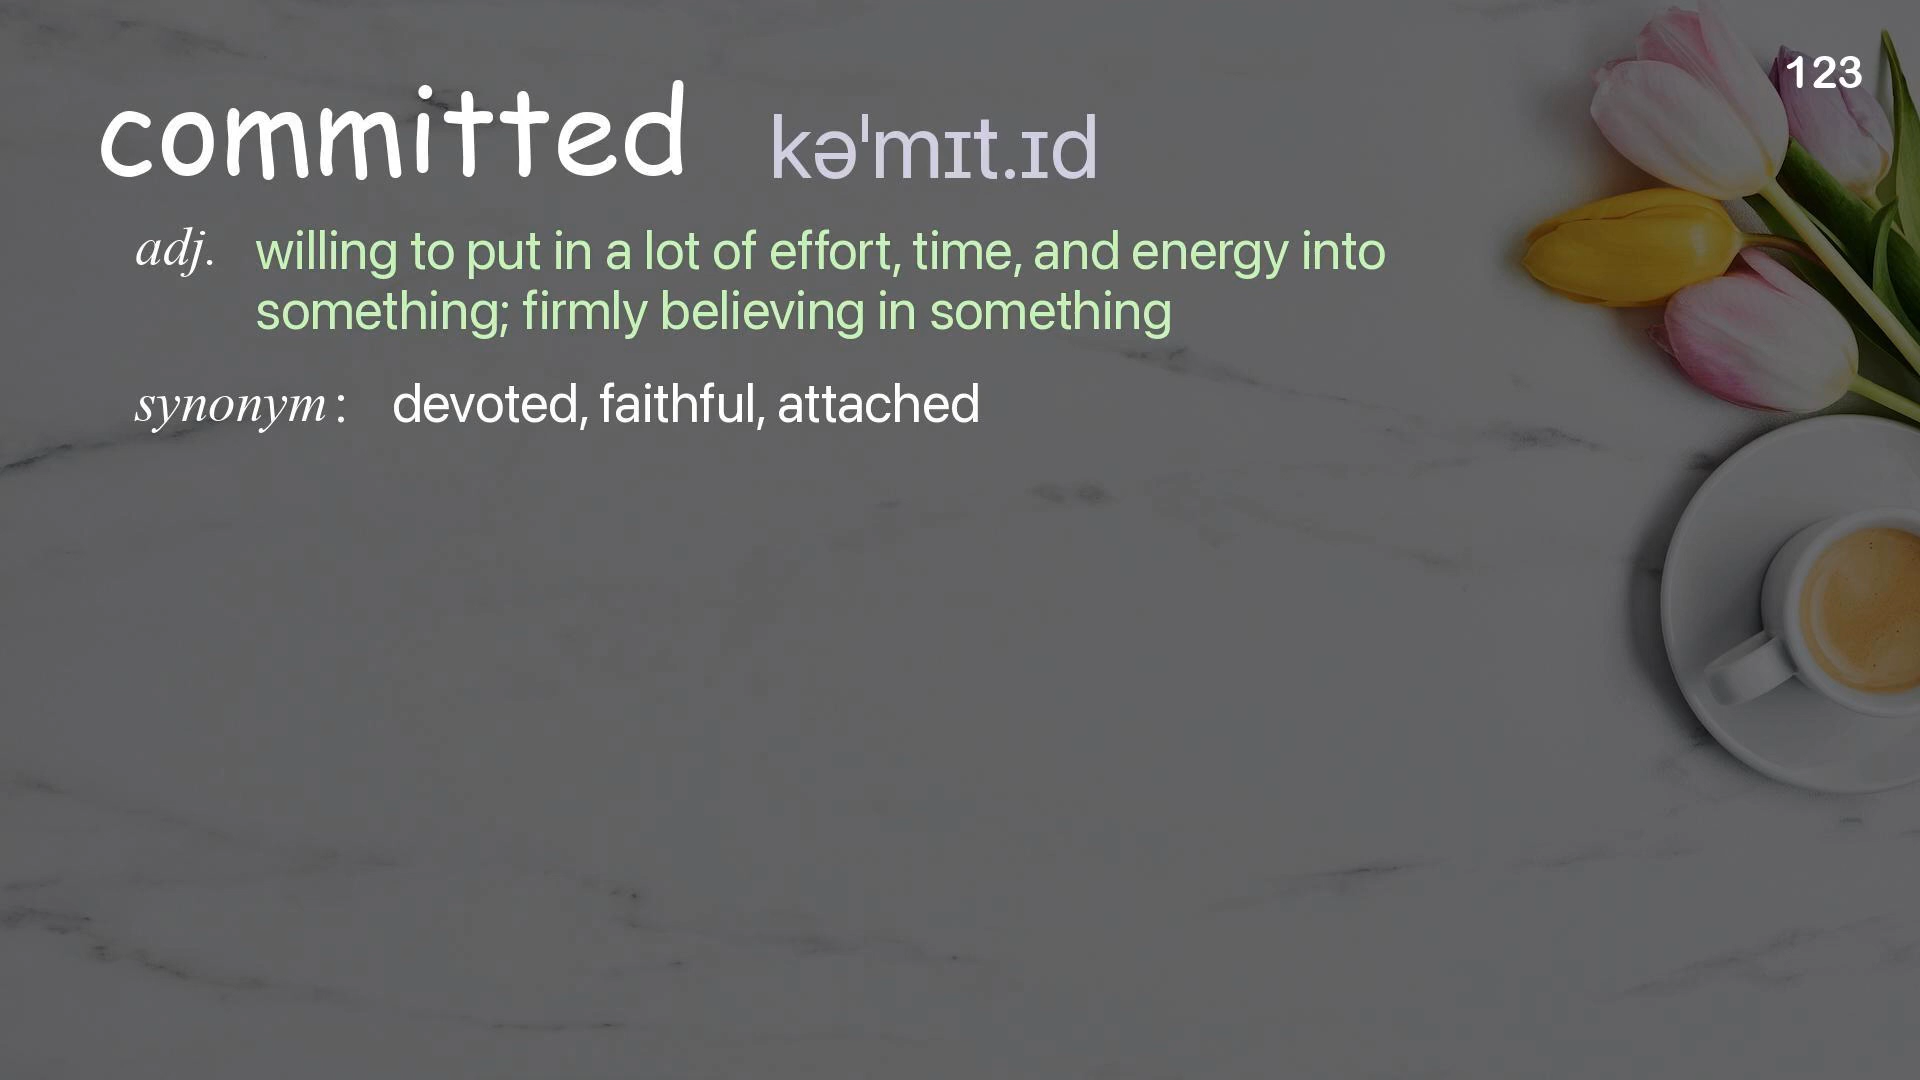 123
committed kəˈmɪt.ɪd
adj. willing to put in a lot of effort, time, and energy into
something; firmly believing in something
synonym: devoted, faithful, attached